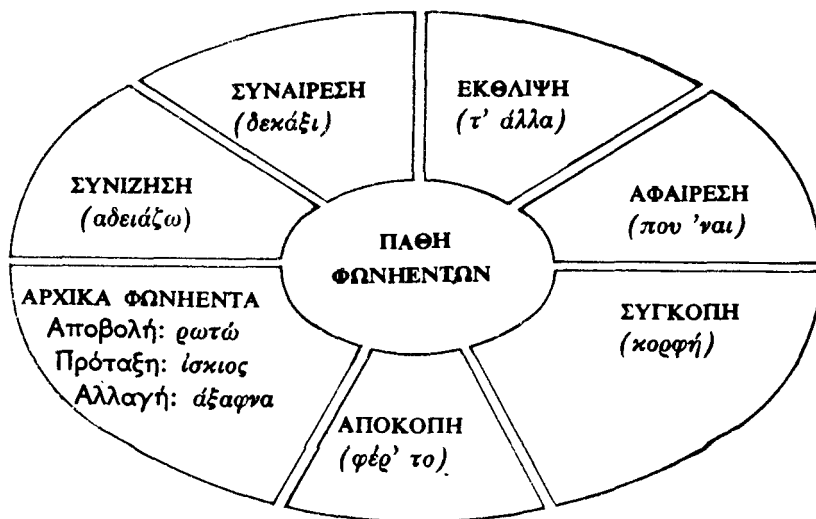 ΣΥΝΑΙΡΕΣΗ
(δεκάξι)
ΕΚΘΛΙΨΗ
(τ' άλλα)
ΣΥΝΙΖΗΣΗ
(αδειάζω)
ΑΦΑΙΡΕΣΗ
(που 'ναι)
ΠΑΘΗ
ΦΩΝΗΕΝΤΩΝ
ΑΡΧΙΚΑ ΦΩΝΗΕΝΤΑ
Αποβολή: ρωτώ
Πρόταξη: ίσκιος
Αλλαγή: άξαφνα
ΣΥΓΚΟΠΗ
(κορφή)
ΑΠΟΚΟΠΗ
(φέρ' το)